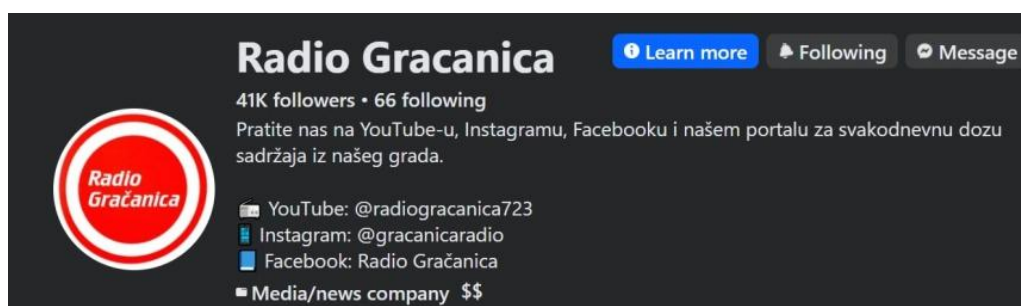 Radio Gracanica
Learn more
Following
Message
41K followers • 66 following
Pratite nas na YouTube-u, Instagramu, Facebooku i našem portalu za svakodnevnu dozu
sadržaja iz našeg grada.
Radio
Gračanica
YouTube: @radiogracanica723
Instagram: @gracanicaradio
Facebook: Radio Gračanica
Media/news company $$